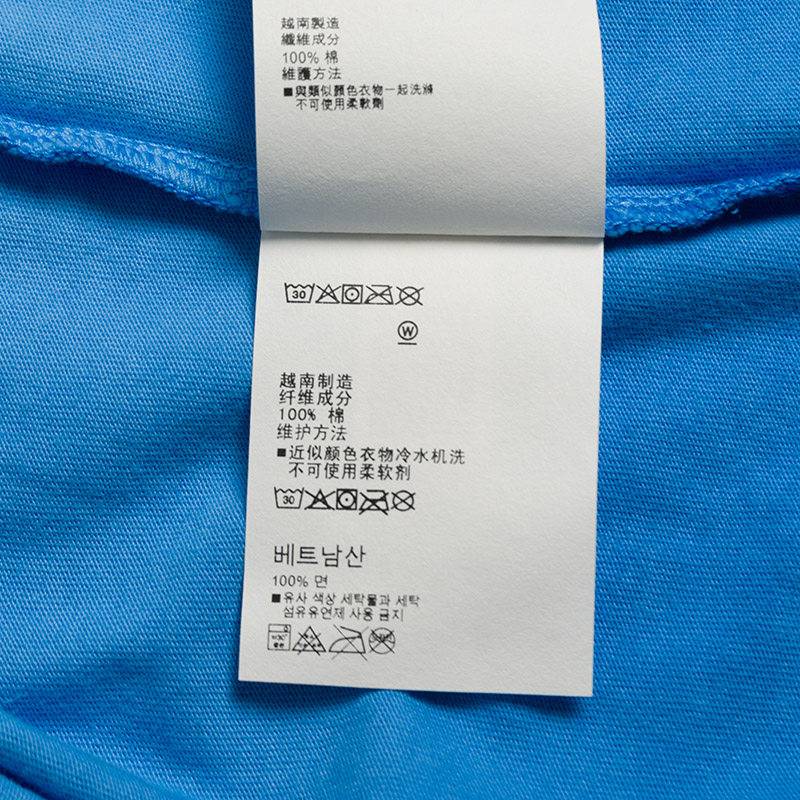 越南製造
纖維成分
100% 棉
維護方法
■與類似顏色衣物一起洗滌
不可使用柔軟劑
30
W
越南制造
纤维成分
100% 棉
维护方法
■近似颜色衣物冷水机洗
不可使用柔软剂
30
베트남산
100% 면
■유사 색상 세탁물과 세탁
섬유유연제 사용 금지